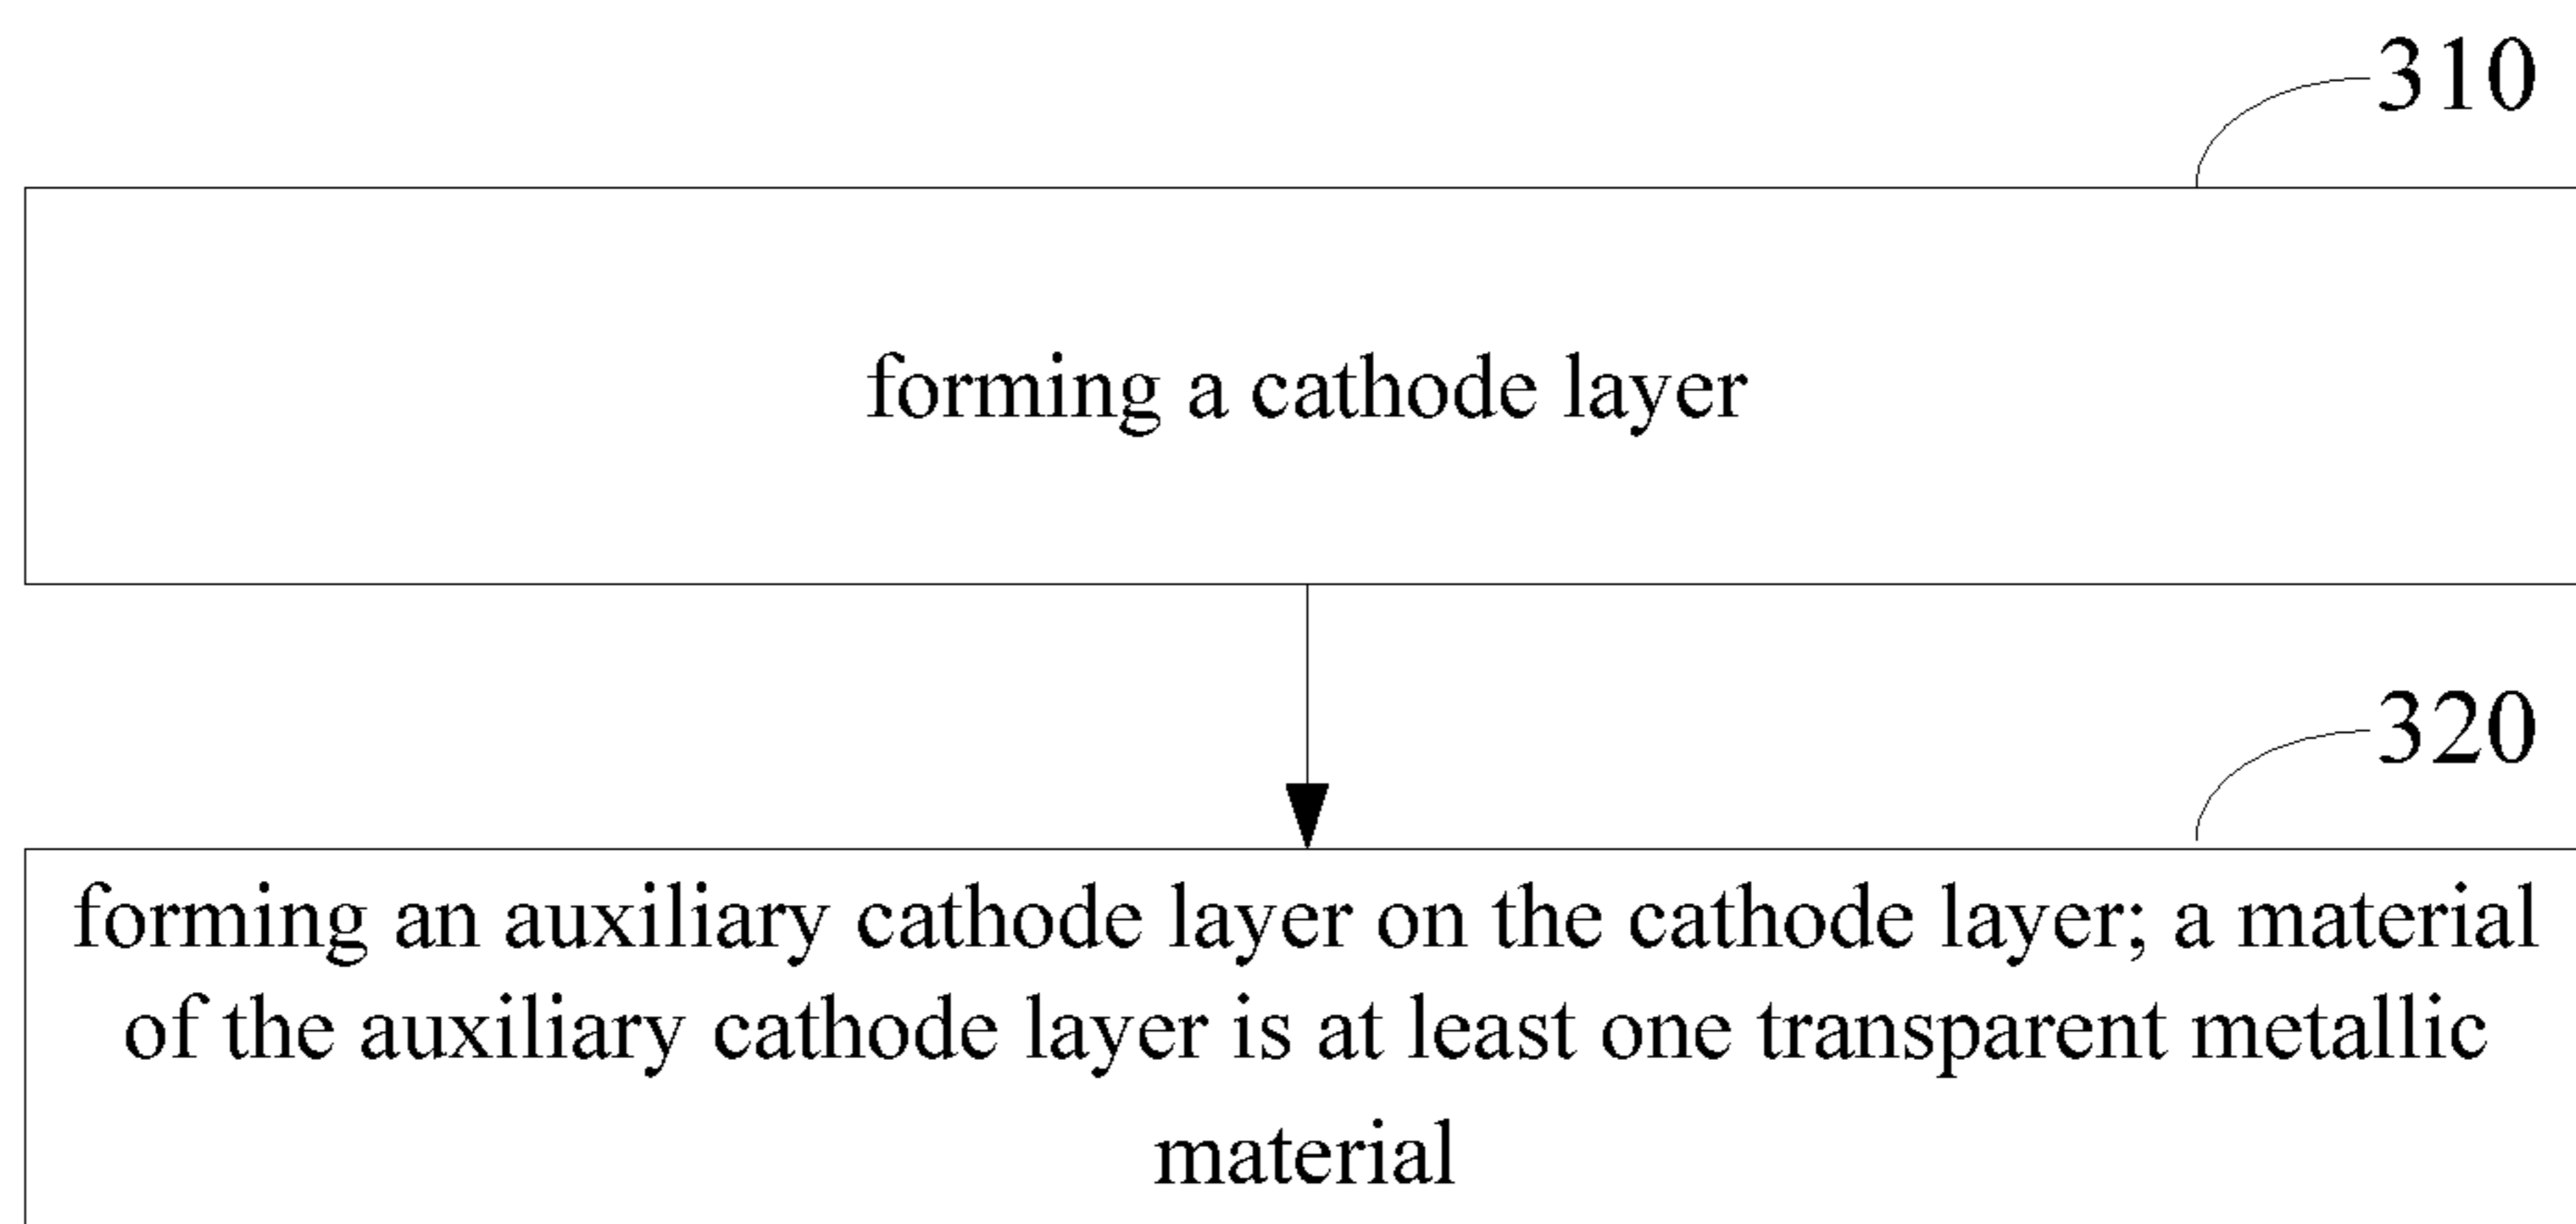 310
forming a cathode layer
320
forming an auxiliary cathode layer on the cathode layer; a material
of the auxiliary cathode layer is at least one transparent metallic
material